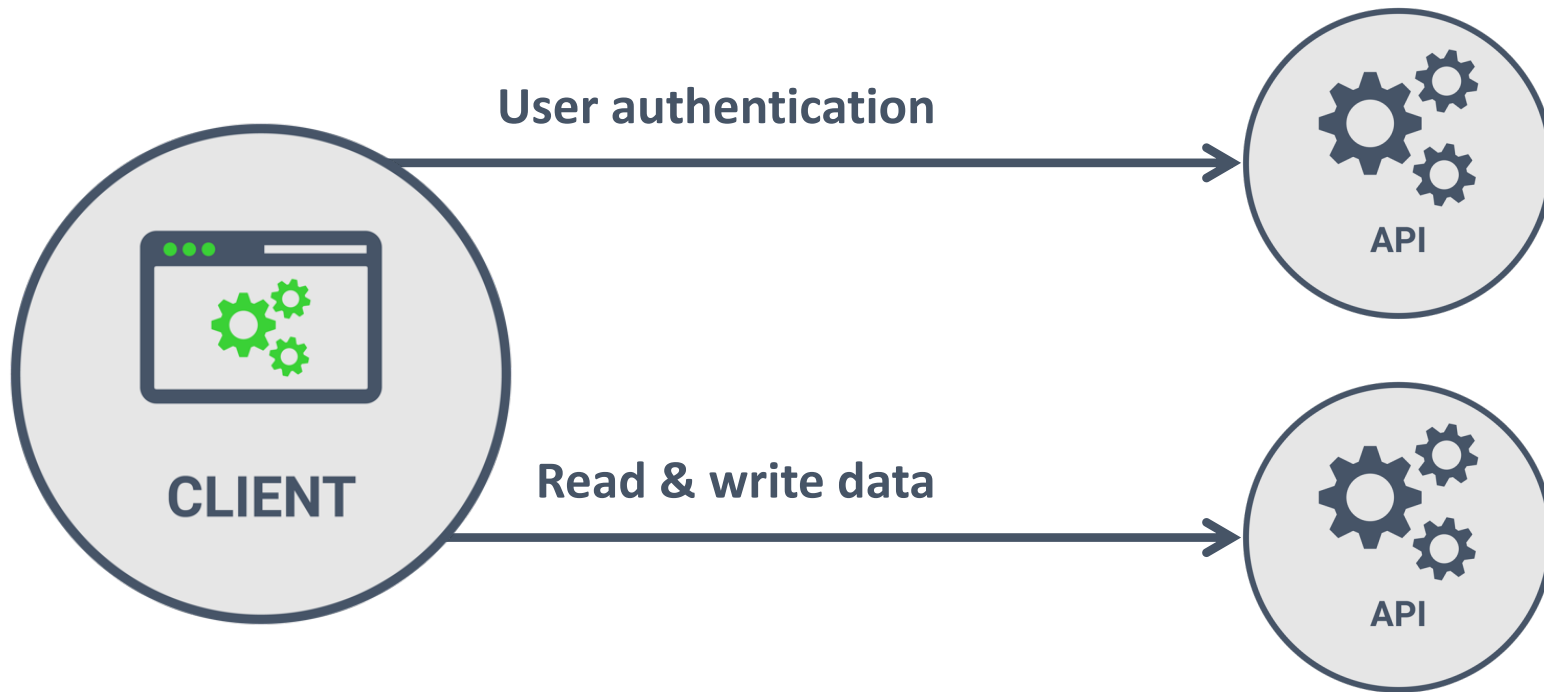 User authentication
API
CLIENT
Read & write data
API